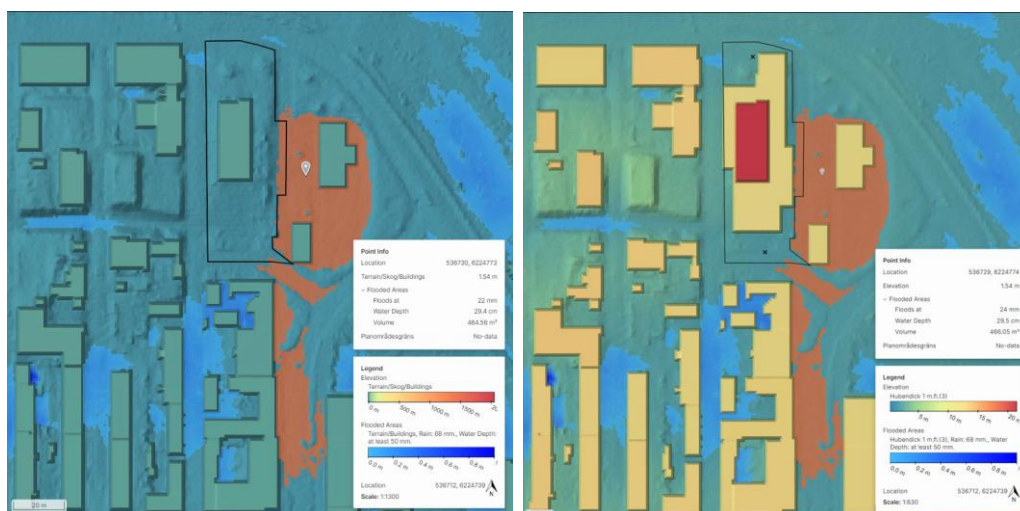 Point Info
Location 536730, 6224773
Terrain/Skog/Buildings 1.54 m
Flooded Areas
Floods at 22 mm
Water Depth 29.4 cm
Volume 464.56 m³
Planområdesgräns No-data
Legend
Elevation
Terrain/Skog/Buildings
0 m 500 m 1000 m 1500 m
Flooded Areas
Terrain/Buildings, Rain: 68 mm., Water Depth:
at least 50 mm.
0.0 m 0.2 m 0.4 m 0.6 m 0.8 m
Location 536712, 6224739
Scale: 1:1300
N
20 m
Point Info
Location 536729, 6224774
Elevation 1.54 m
Flooded Areas
Floods at 24 mm
Water Depth 29.5 cm
Volume 466.05 m³
Planområdesgräns No-data
Legend
Elevation
Hubendick 1 m.fl.(3)
5 m 10 m 15 m 20 m
Flooded Areas
Hubendick 1 m.fl.(3), Rain: 68 mm., Water
Depth: at least 50 mm.
0.0 m 0.2 m 0.4 m 0.6 m 0.8 m
Location 536712, 6224739
Scale: 1:630
N